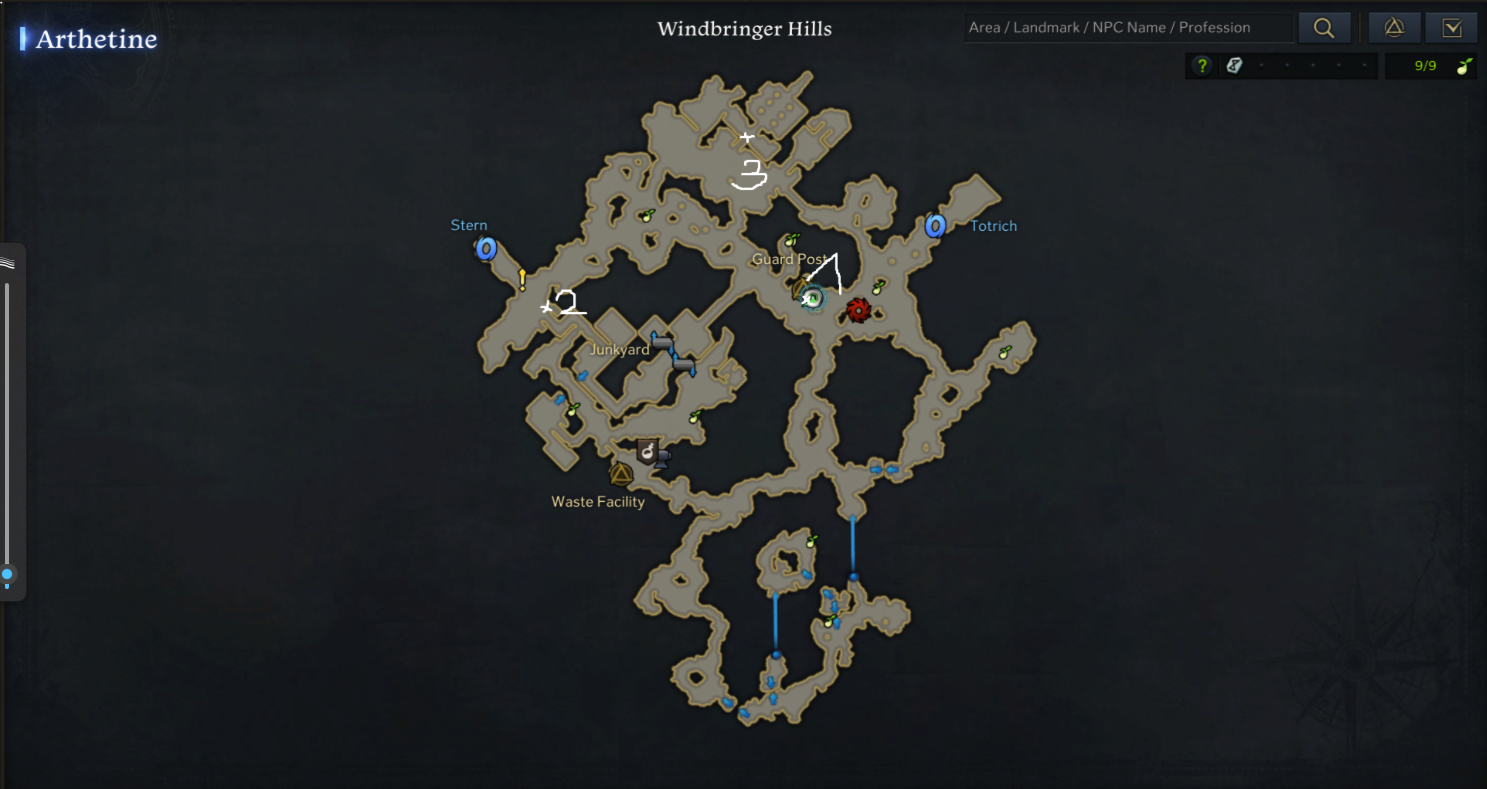 Arthetine
Windbringer Hills
Area / Landmark / NPC Name / Profession
?
9/9
3
Stern
Totrich
Guard Post
1
!
2
Junkyard
Waste Facility